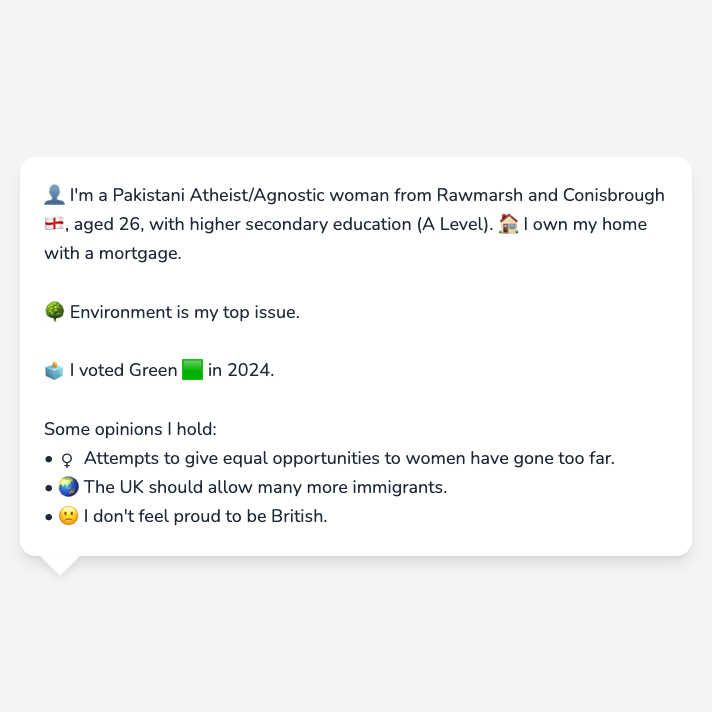 👤 I'm a Pakistani Atheist/Agnostic woman from Rawmarsh and Conisbrough
🏴󠁧󠁢󠁥󠁮󠁧󠁿, aged 26, with higher secondary education (A Level). 🏠 I own my home
with a mortgage.
🌳 Environment is my top issue.
🗳️ I voted Green 🟩 in 2024.
Some opinions I hold:
• ♀️ Attempts to give equal opportunities to women have gone too far.
• 🌏 The UK should allow many more immigrants.
• 🙁 I don't feel proud to be British.